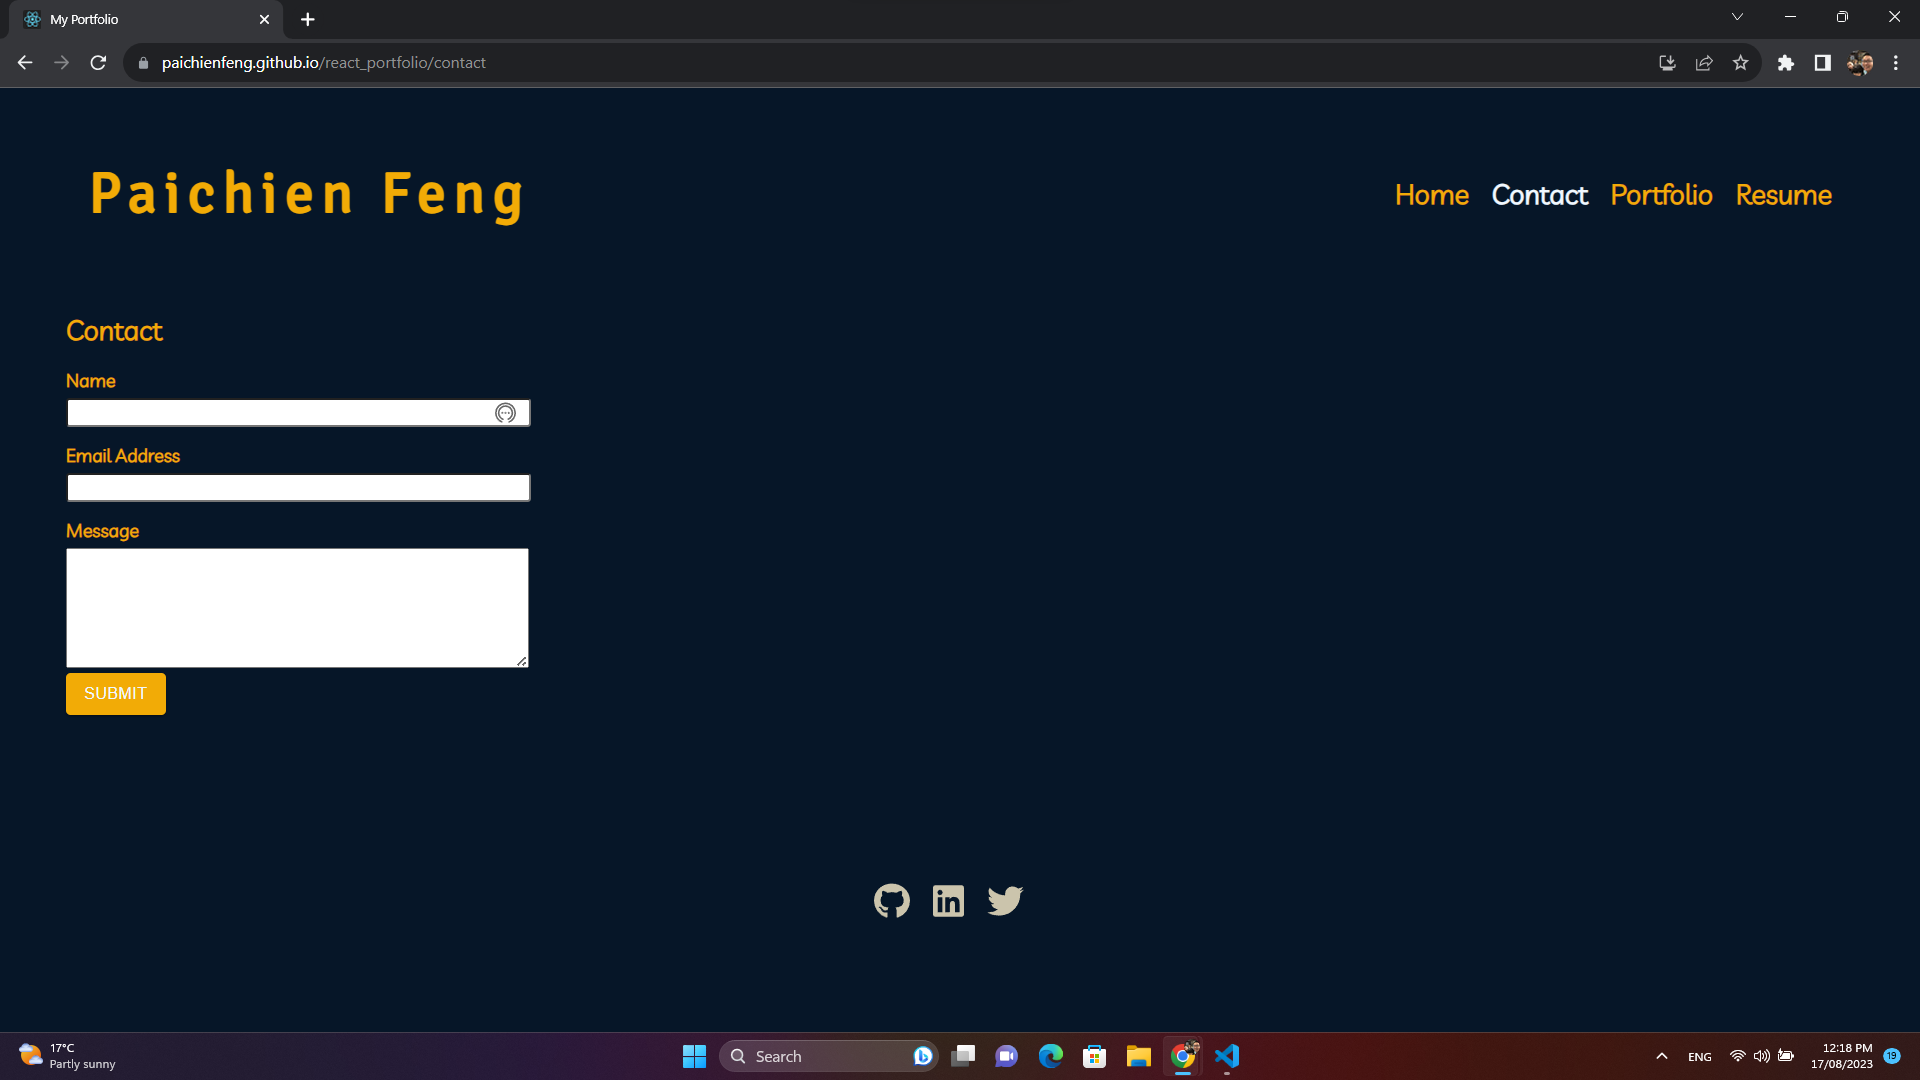 My Portfolio
paichienfeng.github.io/react_portfolio/contact
Paichien Feng
Home Contact Portfolio Resume
Contact
Name
Email Address
Message
SUBMIT
in
17°C
Partly sunny
Search
ENG
12:18 PM
17/08/2023
19